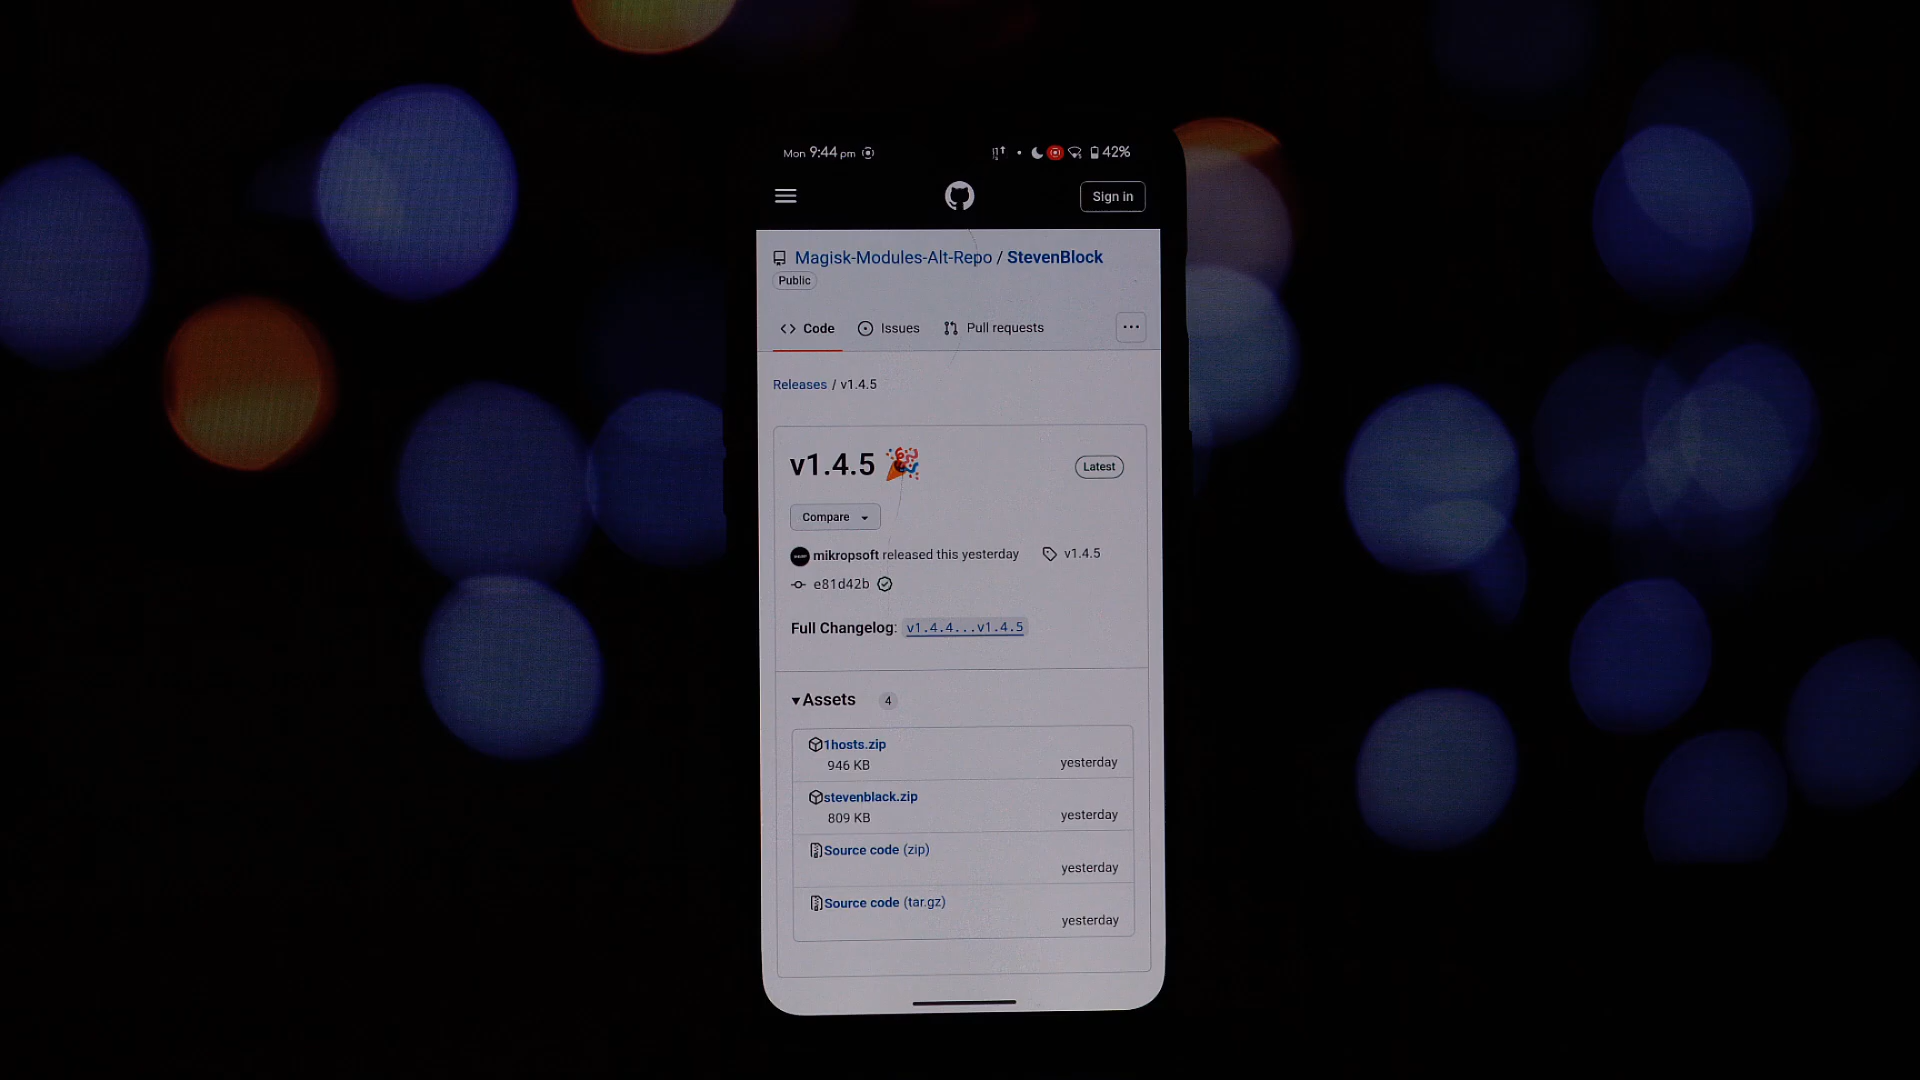 Mon 9:44 pm 42%
Sign in
Magisk-Modules-Alt-Repo / StevenBlock
Public
Code Issues Pull requests
Releases / v1.4.5
v1.4.5 🎉 Latest
Compare
mikropsoft released this yesterday v1.4.5
e81d42b
Full Changelog: v1.4.4...v1.4.5
Assets 4
1hosts.zip
946 KB yesterday
stevenblack.zip
809 KB yesterday
Source code (zip)
yesterday
Source code (tar.gz)
yesterday